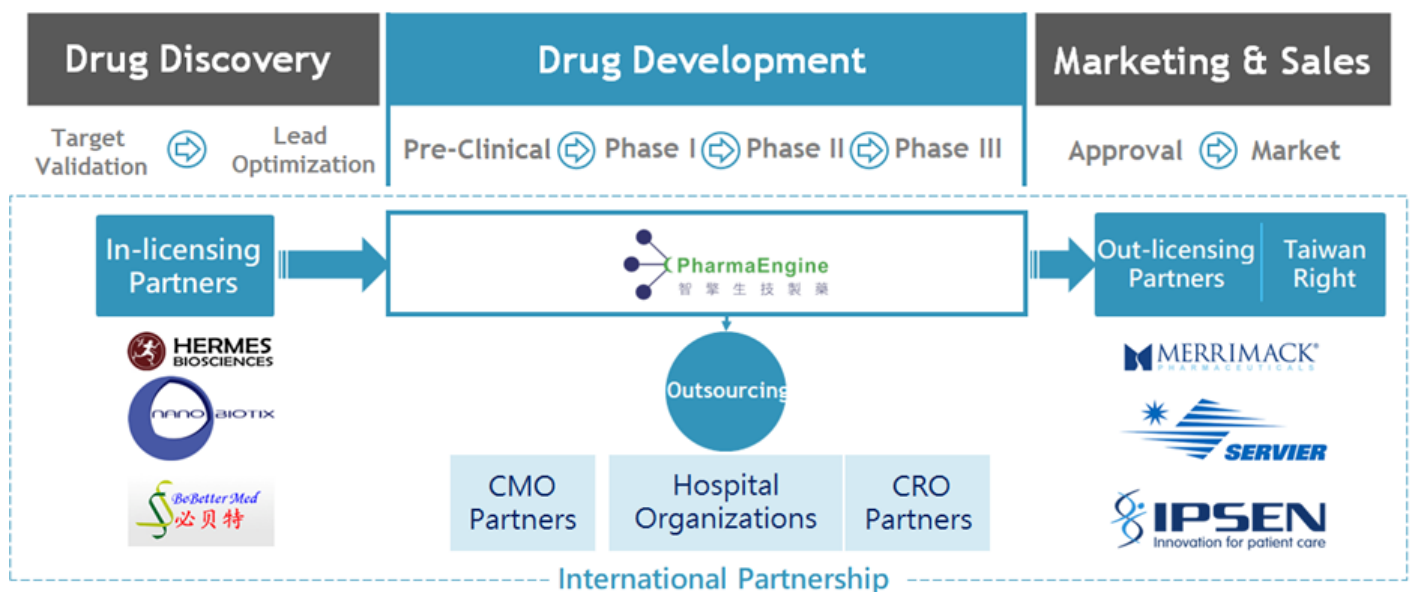 Drug Discovery
Drug Development
Marketing & Sales
Target
Validation
Lead
Optimization
Pre-Clinical
Phase I
Phase II
Phase III
Approval
Market
In-licensing
Partners
PharmaEngine
智擎生技製藥
Out-licensing
Partners
Taiwan
Right
HERMES
BIOSCIENCES
NANOBIOTIX
BeBetter Med
必贝特
Outsourcing
CMO
Partners
Hospital
Organizations
CRO
Partners
MERRIMACK®
PHARMACEUTICALS
SERVIER
IPSEN
Innovation for patient care
International Partnership